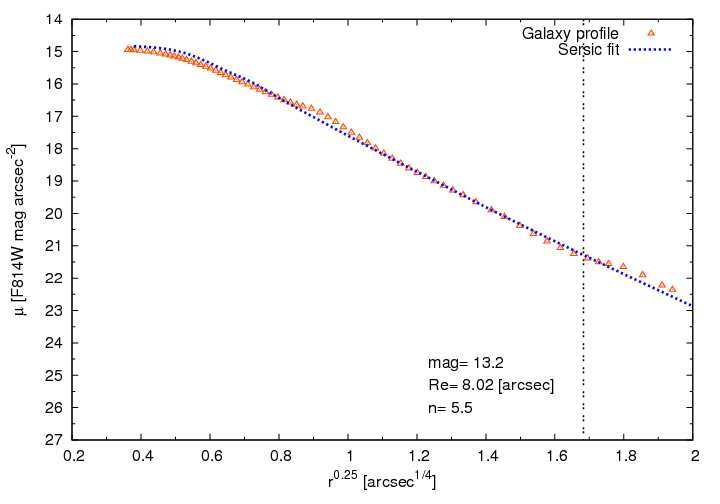 14
15
16
17
18
19
20
21
22
23
24
25
26
27
μ [F814W mag arcsec⁻²]
Galaxy profile
Sersic fit
mag= 13.2
Re= 8.02 [arcsec]
n= 5.5
0.2 0.4 0.6 0.8 1 1.2 1.4 1.6 1.8 2
r⁰·²⁵ [arcsec¹/⁴]